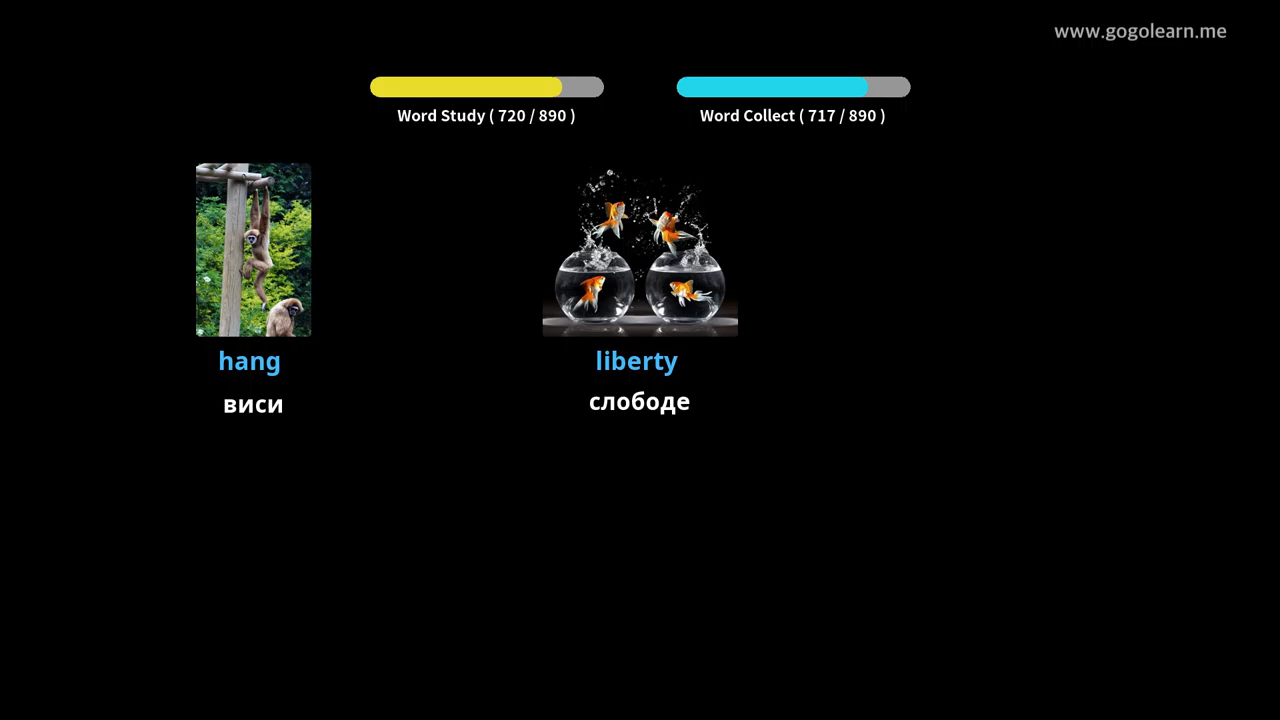 www.gogolearn.me
Word Study ( 720 / 890 )
Word Collect ( 717 / 890 )
hang
liberty
виси
слободе